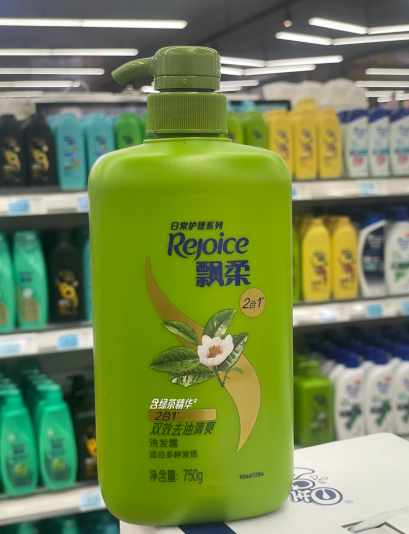 日常护理系列
Rejoice
飘柔
2合1*
含绿茶精华#
2合1*
双效去油清爽
洗发露
适合多种发质
净含量: 750g
90467284